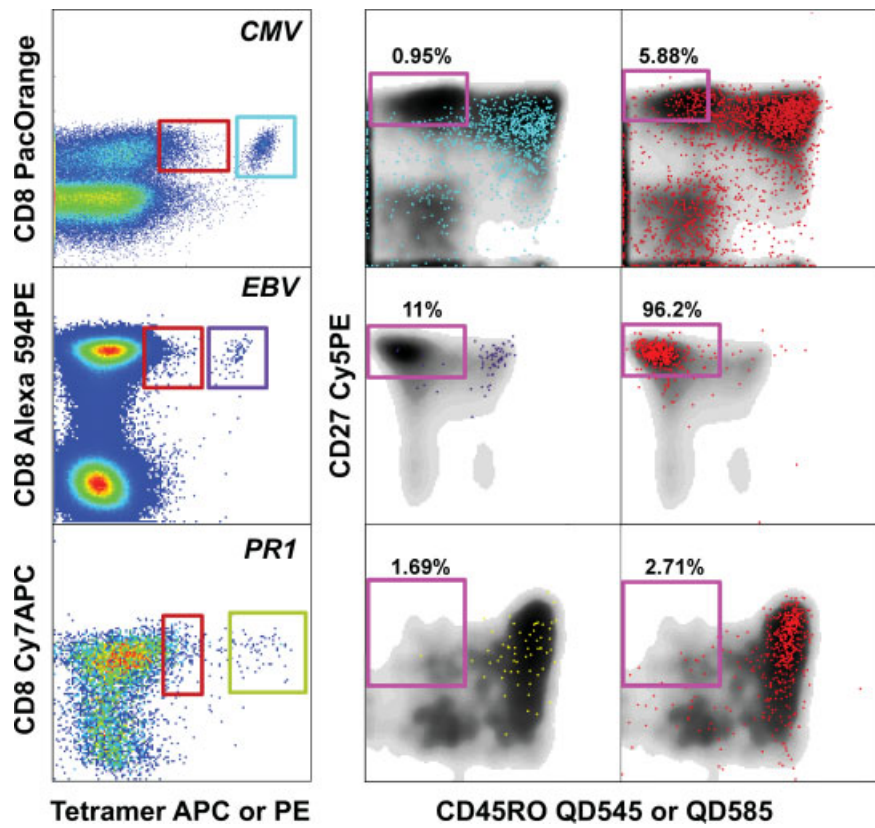 CMV
CD8 PacOrange
0.95%
5.88%
EBV
CD8 Alexa 594PE
11%
96.2%
CD27 Cy5PE
PR1
CD8 Cy7APC
1.69%
2.71%
Tetramer APC or PE
CD45RO QD545 or QD585